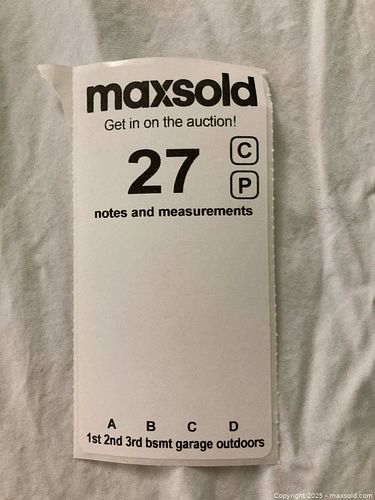 maxsold
Get in on the auction!
27
C
P
notes and measurements
A B C D
1st 2nd 3rd bsmt garage outdoors
Copyright 2025 - maxsold.com